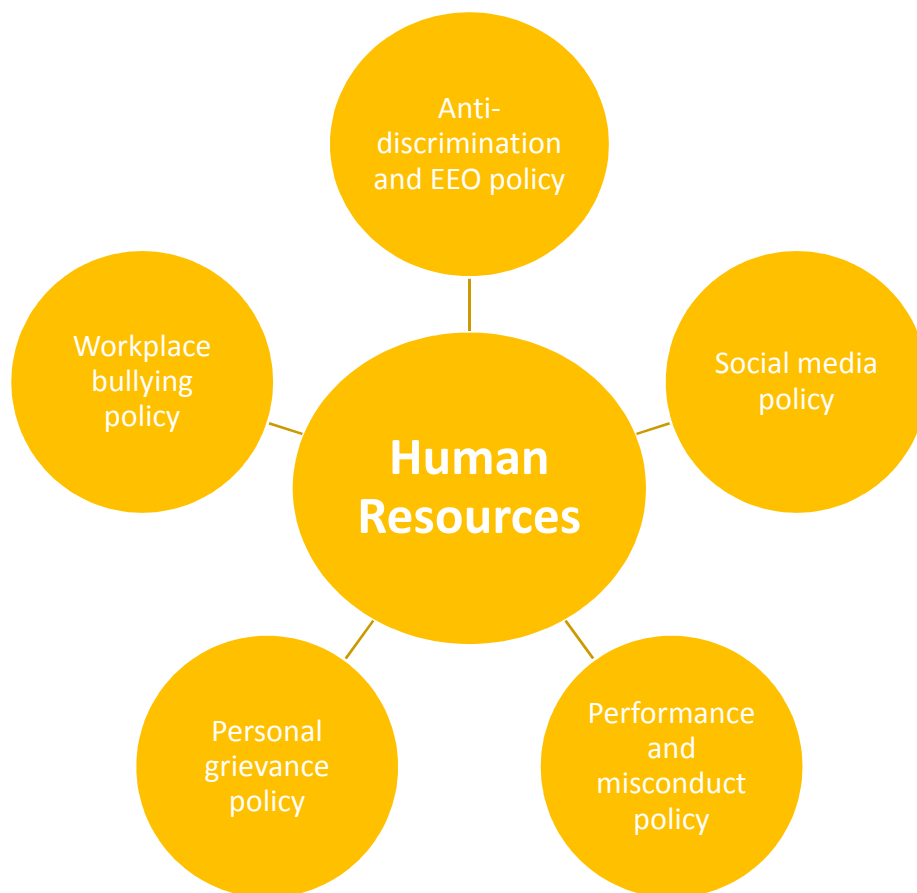 Anti-
discrimination
and EEO policy
Workplace
bullying
policy
Social media
policy
Human
Resources
Personal
grievance
policy
Performance
and
misconduct
policy